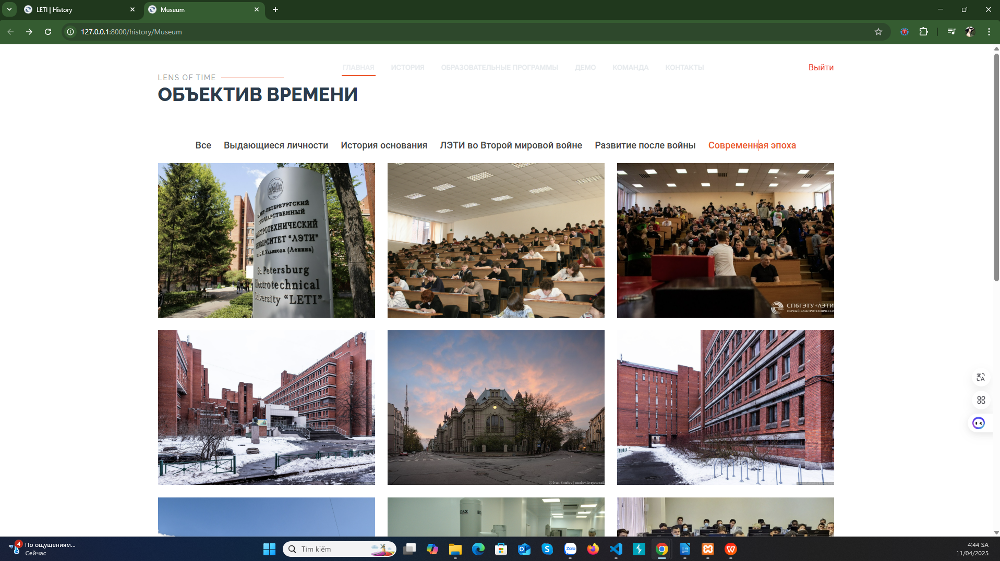 LETI | History
Museum
127.0.0.1:8000/history/Museum
ГЛАВНАЯ
ИСТОРИЯ
ОБРАЗОВАТЕЛЬНЫЕ ПРОГРАММЫ
ДЕМО
КОМАНДА
КОНТАКТЫ
Выйти
LENS OF TIME
ОБЪЕКТИВ ВРЕМЕНИ
Все
Выдающиеся личности
История основания
ЛЭТИ во Второй мировой войне
Развитие после войны
Современная эпоха
САНКТ-ПЕТЕРБУРГСКИЙ
ГОСУДАРСТВЕННЫЙ
ЭЛЕКТРОТЕХНИЧЕСКИЙ
УНИВЕРСИТЕТ "ЛЭТИ"
Ульянова (Ленина)
St. Petersburg
Electrotechnical
University "LETI"
СПбГЭТУ «ЛЭТИ
ПЕРВЫЙ ЭЛЕКТРОТЕХНИЧЕСКИ
©Ivan Smelov | smelov.livejournal.
4
По ощущениям...
Сейчас
Tìm kiếm
Zalo
4:44 SA
11/04/2025